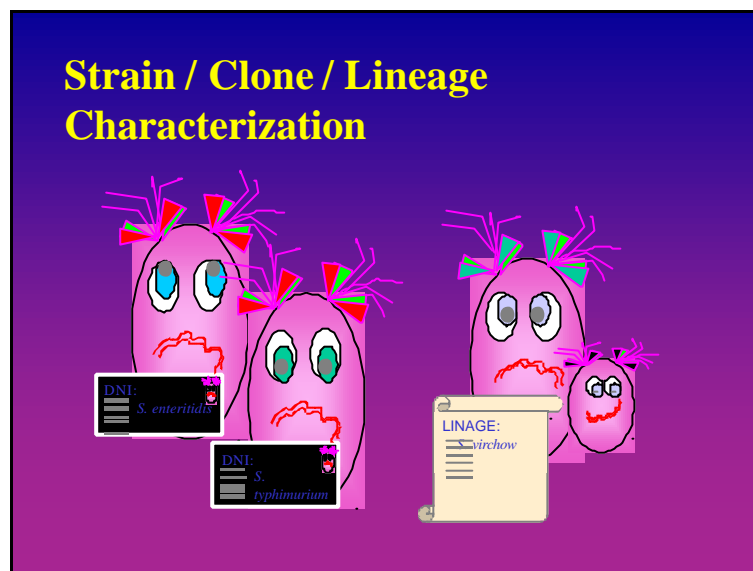 Strain / Clone / Lineage
Characterization
DNI:
S. enteritidis
DNI:
S.
typhimurium
LINAGE:
S. virchow